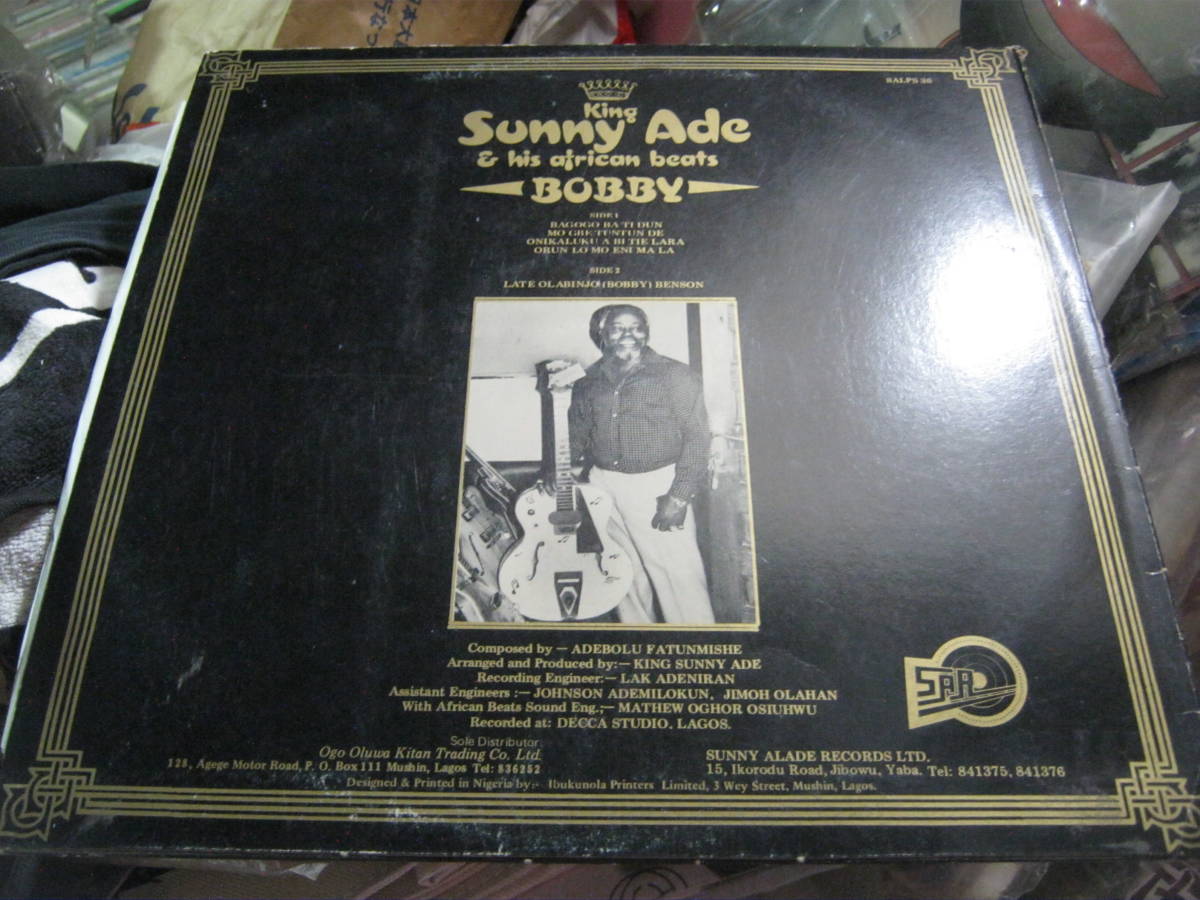 SALPS 26
King
Sunny Ade
& his african beats
BOBBY
SIDE 1
BAGOGO BA TI DUN
MO GBE TUNTUN DE
ONIKALUKU A BI TIE LARA
ORUN LO MO ENI MA LA
SIDE 2
LATE OLABINJO (BOBBY) BENSON
Composed by — ADEBOLU FATUNMISHE
Arranged and Produced by:— KING SUNNY ADE
Recording Engineer:— LAK ADENIRAN
Assistant Engineers :— JOHNSON ADEMILOKUN, JIMOH OLAHAN
With African Beats Sound Eng.;— MATHEW OGHOR OSIUHWU
Recorded at: DECCA STUDIO, LAGOS.
SAR
Sole Distributor:
Ogo Oluwa Kitan Trading Co. Ltd.
128, Agege Motor Road, P. O. Box 111 Mushin, Lagos Tel: 836252
SUNNY ALADE RECORDS LTD.
15, Ikorodu Road, Jibowu, Yaba. Tel: 841375, 841376
Designed & Printed in Nigeria by:- Ibukunola Printers Limited, 3 Wey Street, Mushin, Lagos.